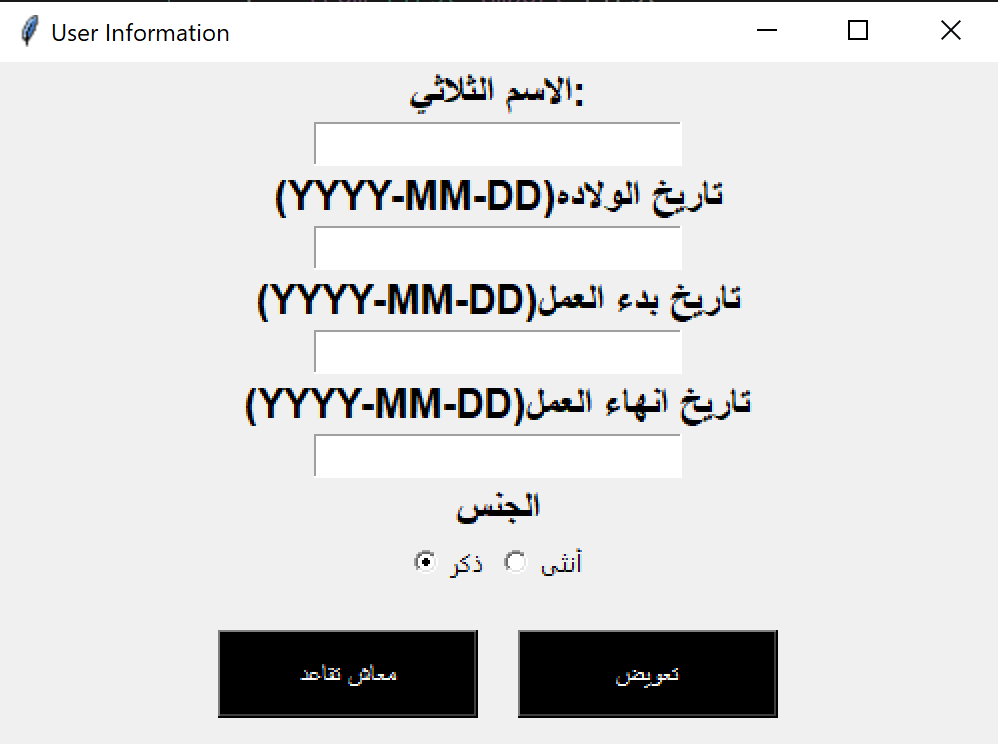 User Information
الاسم الثلاثي:
تاريخ الولاده(YYYY-MM-DD)
تاريخ بدء العمل(YYYY-MM-DD)
تاريخ انهاء العمل(YYYY-MM-DD)
الجنس
ذكر أنثى
معاش تقاعد تعويض